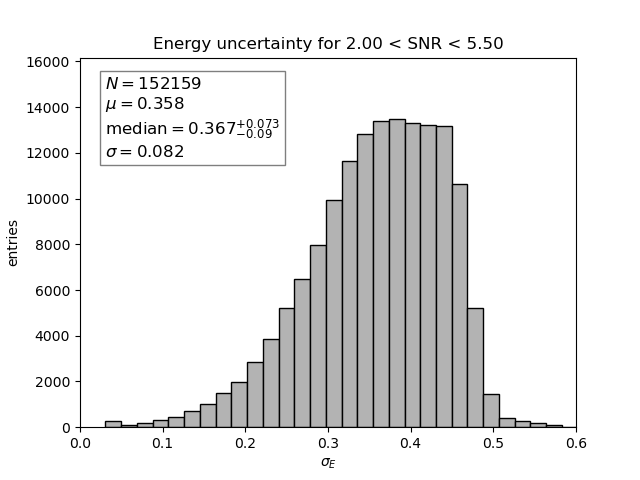 Energy uncertainty for 2.00 < SNR < 5.50
16000
14000
12000
10000
8000
6000
4000
2000
0
entries
N = 152159
μ = 0.358
median = 0.367 +0.073 −0.09
σ = 0.082
0.0 0.1 0.2 0.3 0.4 0.5 0.6
σ_E